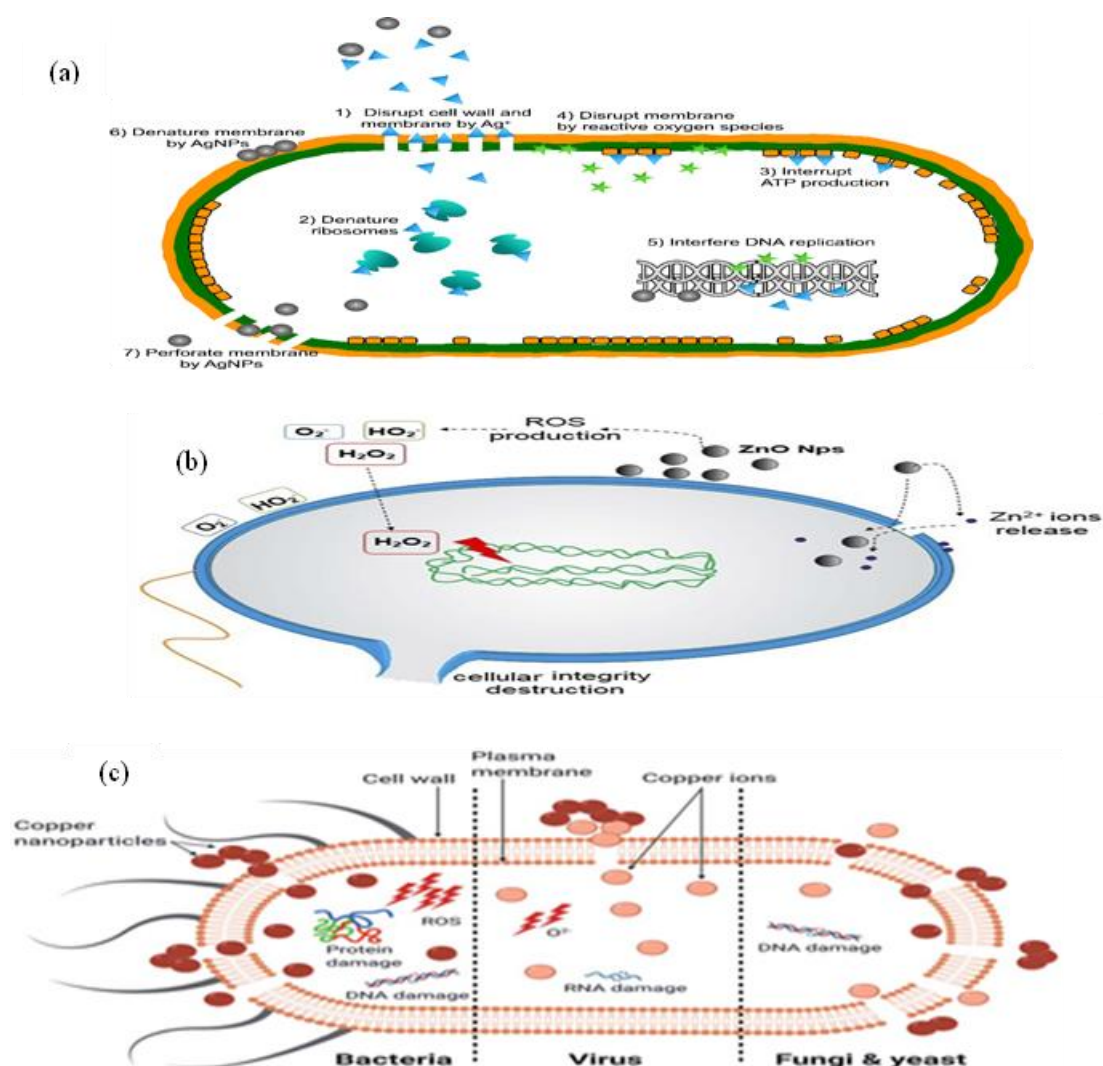 (a)
1) Disrupt cell wall and
membrane by Ag⁺
4) Disrupt membrane
by reactive oxygen species
6) Denature membrane
by AgNPs
3) Interrupt
ATP production
2) Denature
ribosomes
5) Interfere DNA replication
7) Perforate membrane
by AgNPs
(b)
O₂⁻
HO₂⁻
H₂O₂
ROS
production
ZnO Nps
O₂⁻
HO₂⁻
H₂O₂
Zn²⁺ ions
release
cellular integrity
destruction
(c)
Cell wall
Plasma
membrane
Copper ions
Copper
nanoparticles
ROS
Protein
damage
DNA damage
O²⁻
RNA damage
DNA damage
Bacteria
Virus
Fungi & yeast